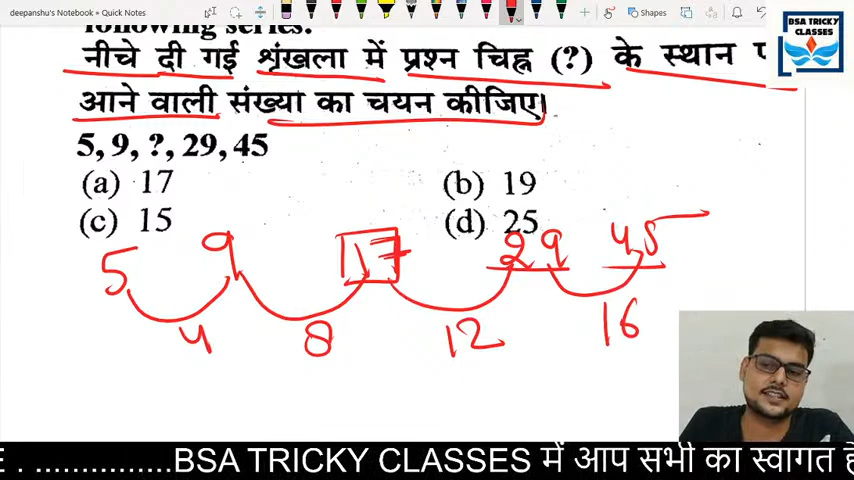 deepanshu's Notebook » Quick Notes
Shapes
BSA TRICKY
CLASSES
following series.
नीचे दी गई शृंखला में प्रश्न चिह्न (?) के स्थान
आने वाली संख्या का चयन कीजिए।
5, 9, ?, 29, 45
(a) 17 (b) 19
(c) 15 (d) 25
5 9 17 29 45
4 8 12 16
E . ...............BSA TRICKY CLASSES में आप सभी का स्वागत है